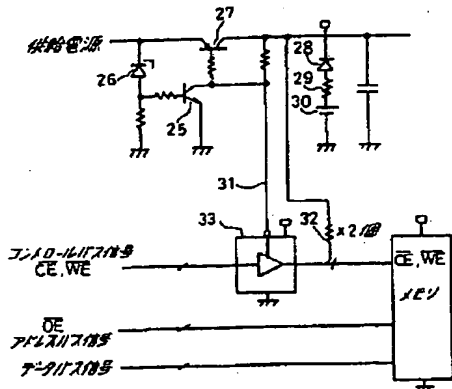 27
供給電源
26
28
29
30
25
31
33
32
×2個
コントロールバス信号
CE, WE
CE, WE
メモリ
OE
アドレスバス信号
データバス信号